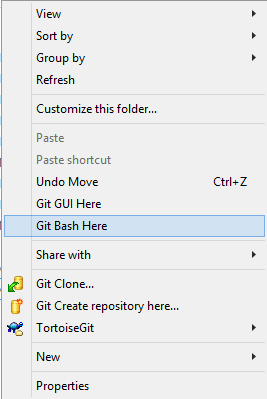 View
Sort by
Group by
Refresh
Customize this folder...
Paste
Paste shortcut
Undo Move Ctrl+Z
Git GUI Here
Git Bash Here
Share with
Git Clone...
Git Create repository here...
TortoiseGit
New
Properties